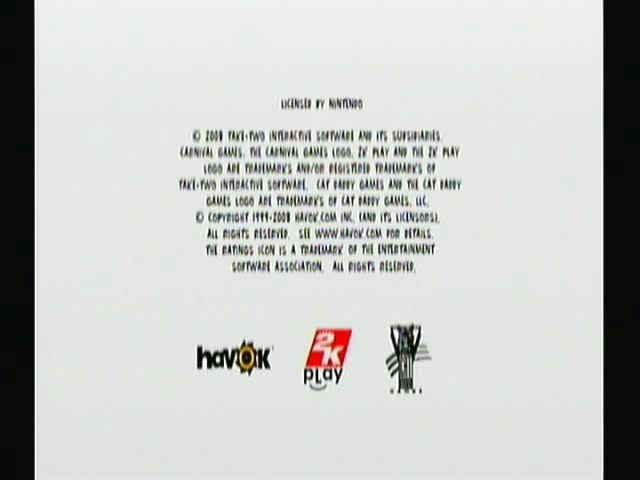 LICENSED BY NINTENDO
© 2008 TAKE-TWO INTERACTIVE SOFTWARE AND ITS SUBSIDIARIES.
CARNIVAL GAMES, THE CARNIVAL GAMES LOGO, 2K PLAY AND THE 2K PLAY
LOGO ARE TRADEMARKS AND/OR REGISTERED TRADEMARKS OF
TAKE-TWO INTERACTIVE SOFTWARE. CAT DADDY GAMES AND THE CAT DADDY
GAMES LOGO ARE TRADEMARKS OF CAT DADDY GAMES, LLC.
© COPYRIGHT 1999-2008 HAVOK.COM INC. (AND ITS LICENSORS).
ALL RIGHTS RESERVED. SEE WWW.HAVOK.COM FOR DETAILS.
THE RATINGS ICON IS A TRADEMARK OF THE ENTERTAINMENT
SOFTWARE ASSOCIATION. ALL RIGHTS RESERVED.
havok
2K
play